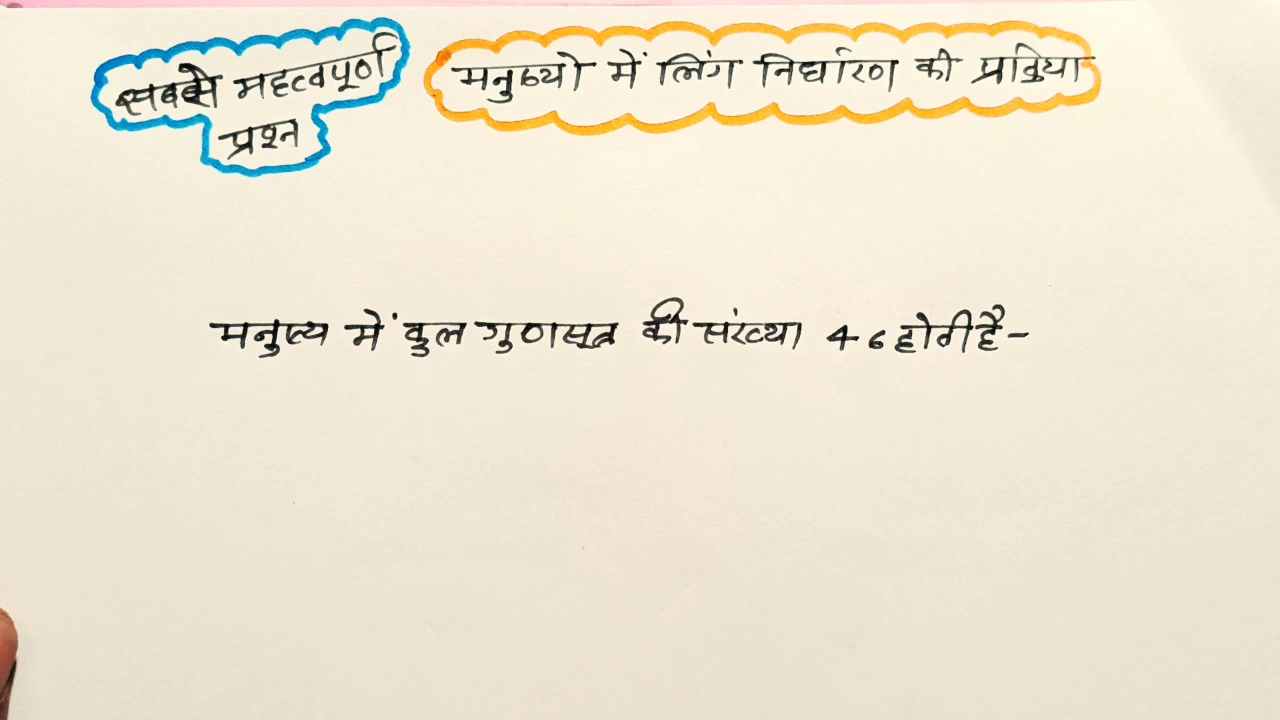 सबसे महत्वपूर्ण
प्रश्न
मनुष्यो में लिंग निर्धारण की प्रक्रिया
मनुष्य में कुल गुणसूत्र की संख्या 46 होती है-